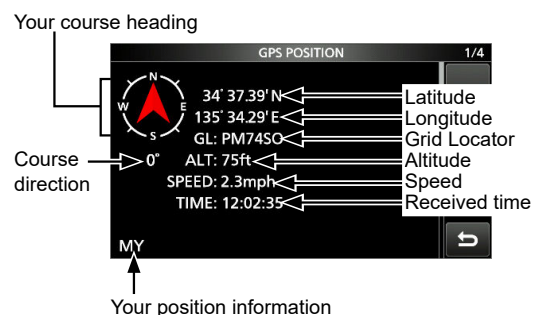 Your course heading
GPS POSITION 1/4
N
W E
S
34°37.39'N Latitude
135°34.29'E Longitude
GL: PM74SO Grid Locator
Course direction 0° ALT: 75ft Altitude
SPEED: 2.3mph Speed
TIME: 12:02:35 Received time
MY
Your position information